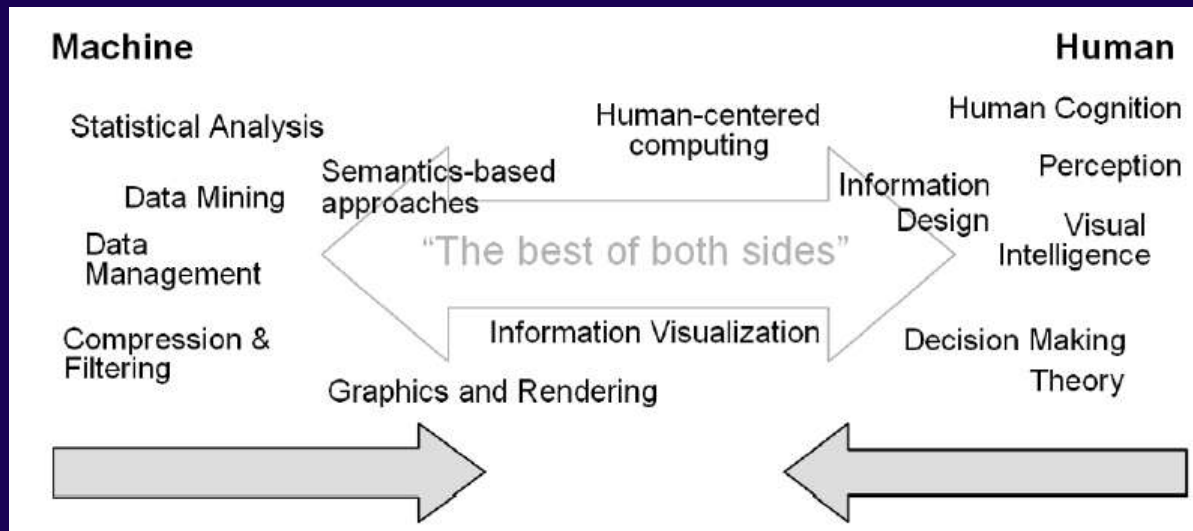 Machine
Human
Statistical Analysis
Human-centered
computing
Human Cognition
Semantics-based
approaches
Perception
Data Mining
Information
Design
Visual
Intelligence
Data
Management
“The best of both sides”
Compression &
Filtering
Information Visualization
Decision Making
Theory
Graphics and Rendering